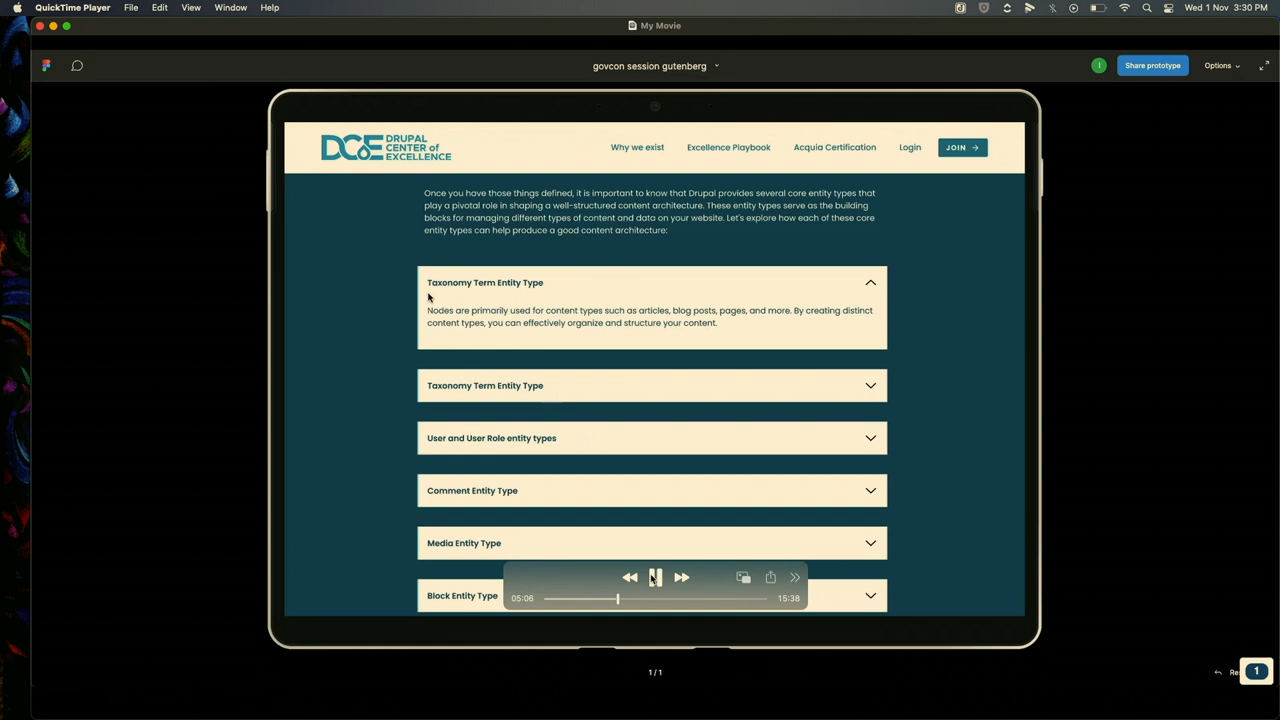 QuickTime Player File Edit View Window Help Wed 1 Nov 3:30 PM
My Movie
govcon session gutenberg
I
Share prototype
Options
DCE DRUPAL CENTER of EXCELLENCE
Why we exist Excellence Playbook Acquia Certification Login JOIN →
Once you have those things defined, it is important to know that Drupal provides several core entity types that
play a pivotal role in shaping a well-structured content architecture. These entity types serve as the building
blocks for managing different types of content and data on your website. Let's explore how each of these core
entity types can help produce a good content architecture:
Taxonomy Term Entity Type
Nodes are primarily used for content types such as articles, blog posts, pages, and more. By creating distinct
content types, you can effectively organize and structure your content.
Taxonomy Term Entity Type
User and User Role entity types
Comment Entity Type
Media Entity Type
Block Entity Type
05:06 15:38
1 / 1
1